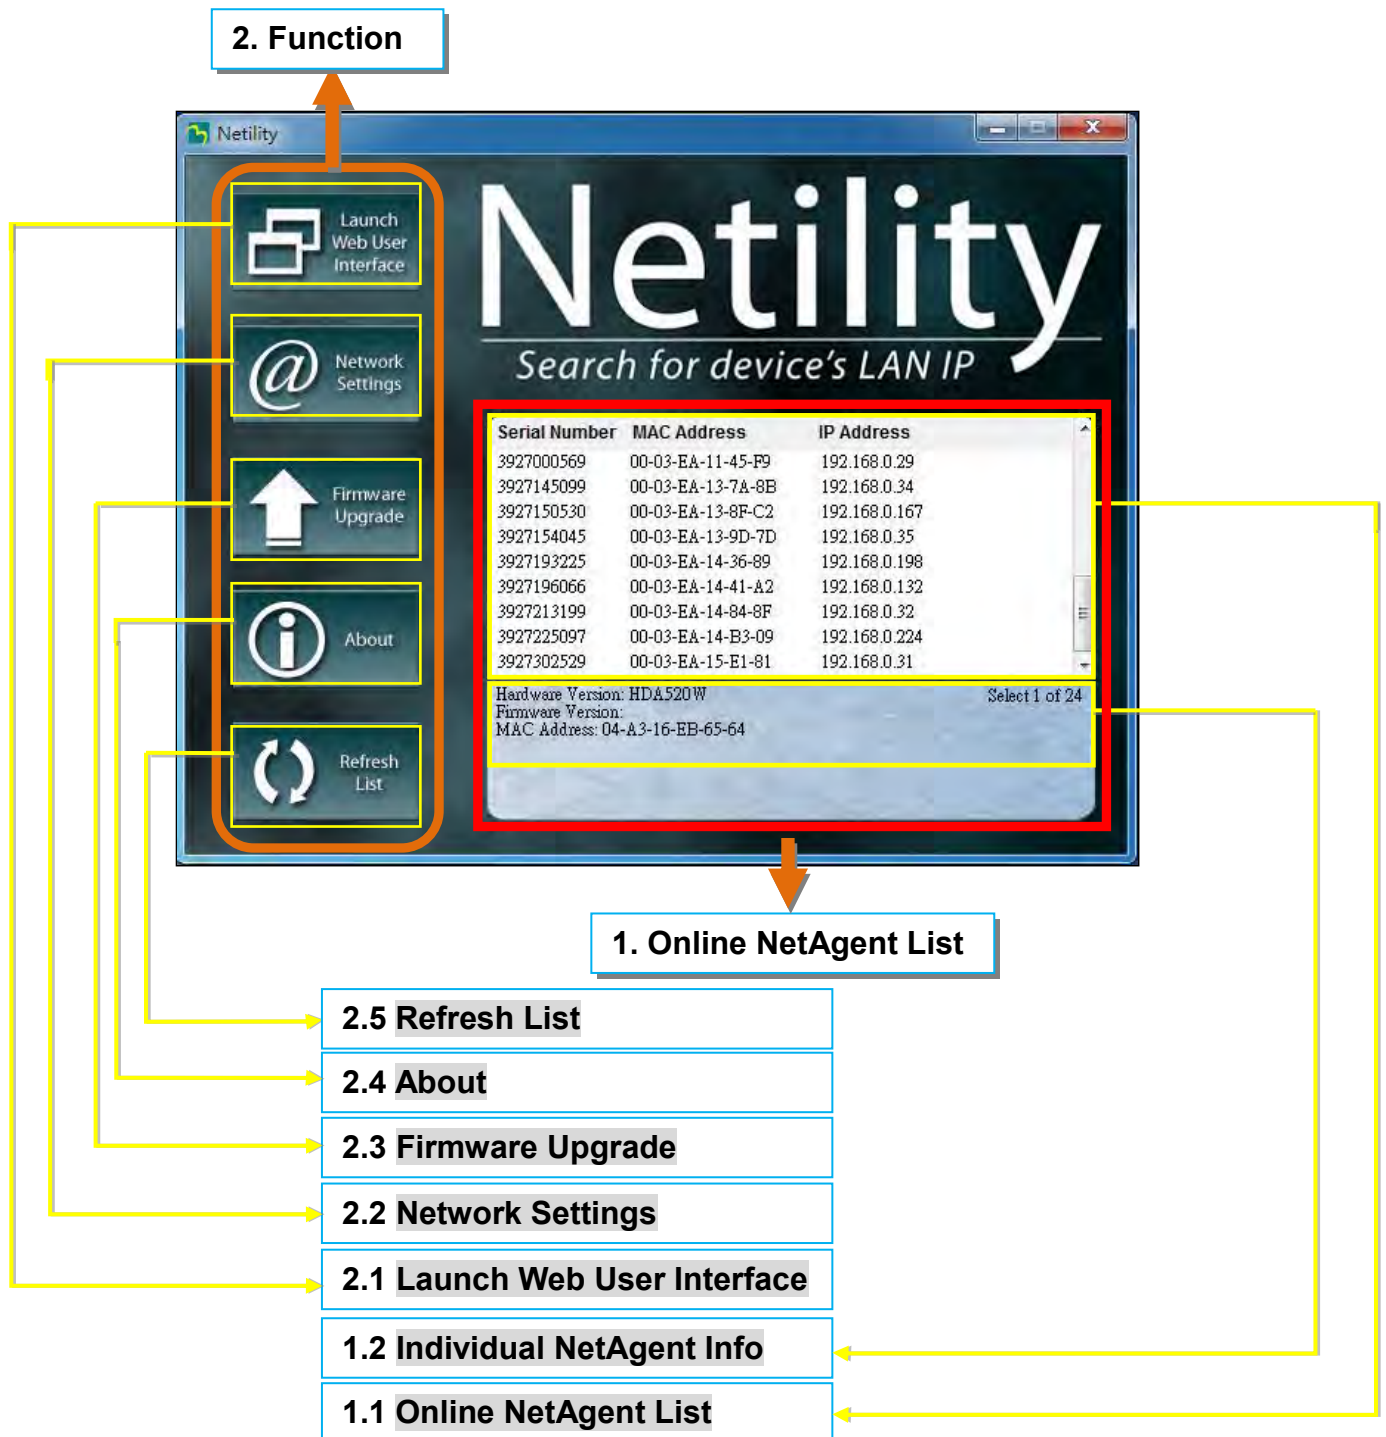 2. Function
Netility
Launch
Web User
Interface
Network
Settings
Firmware
Upgrade
About
Refresh
List
Netility
Search for device's LAN IP
Serial Number MAC Address IP Address
3927000569 00-03-EA-11-45-F9 192.168.0.29
3927145099 00-03-EA-13-7A-8B 192.168.0.34
3927150530 00-03-EA-13-8F-C2 192.168.0.167
3927154045 00-03-EA-13-9D-7D 192.168.0.35
3927193225 00-03-EA-14-36-89 192.168.0.198
3927196066 00-03-EA-14-41-A2 192.168.0.132
3927213199 00-03-EA-14-84-8F 192.168.0.32
3927225097 00-03-EA-14-B3-09 192.168.0.224
3927302529 00-03-EA-15-E1-81 192.168.0.31
Hardware Version: HDA520W Select 1 of 24
Firmware Version:
MAC Address: 04-A3-16-EB-65-64
1. Online NetAgent List
2.5 Refresh List
2.4 About
2.3 Firmware Upgrade
2.2 Network Settings
2.1 Launch Web User Interface
1.2 Individual NetAgent Info
1.1 Online NetAgent List